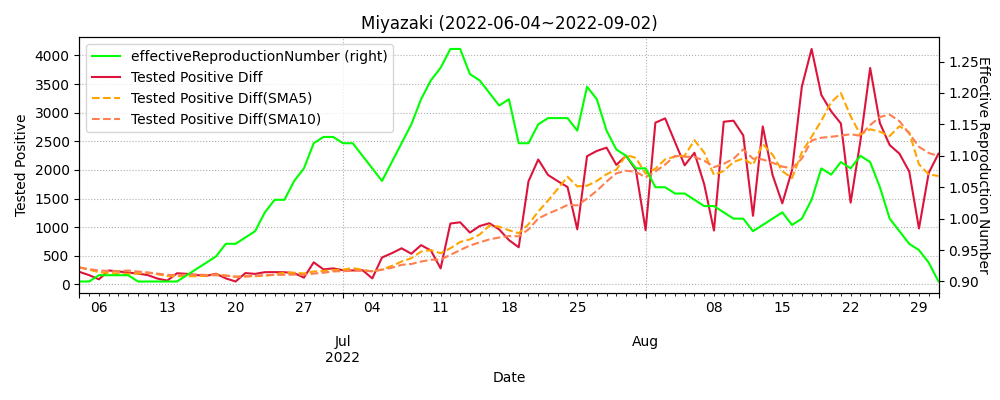 Miyazaki (2022-06-04~2022-09-02)
effectiveReproductionNumber (right)
Tested Positive Diff
Tested Positive Diff(SMA5)
Tested Positive Diff(SMA10)
Tested Positive
4000
3500
3000
2500
2000
1500
1000
500
0
Effective Reproduction Number
1.25
1.20
1.15
1.10
1.05
1.00
0.95
0.90
06 13 20 27 04 11 18 25 08 15 22 29
Jul Aug
2022
Date